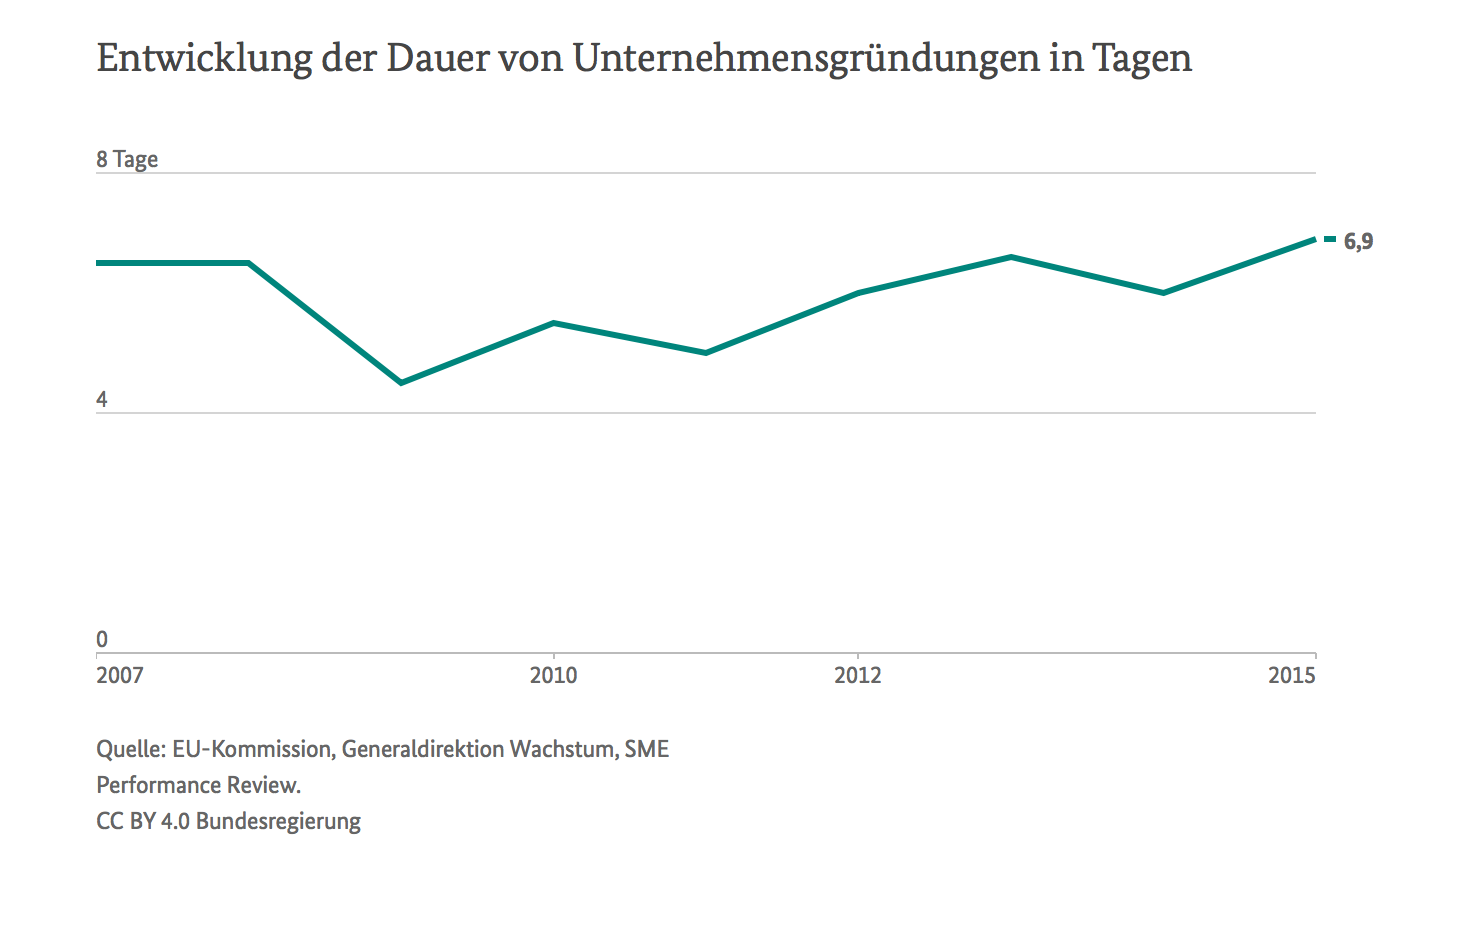 Entwicklung der Dauer von Unternehmensgründungen in Tagen
8 Tage
6,9
4
0
2007 2010 2012 2015
Quelle: EU-Kommission, Generaldirektion Wachstum, SME
Performance Review.
CC BY 4.0 Bundesregierung